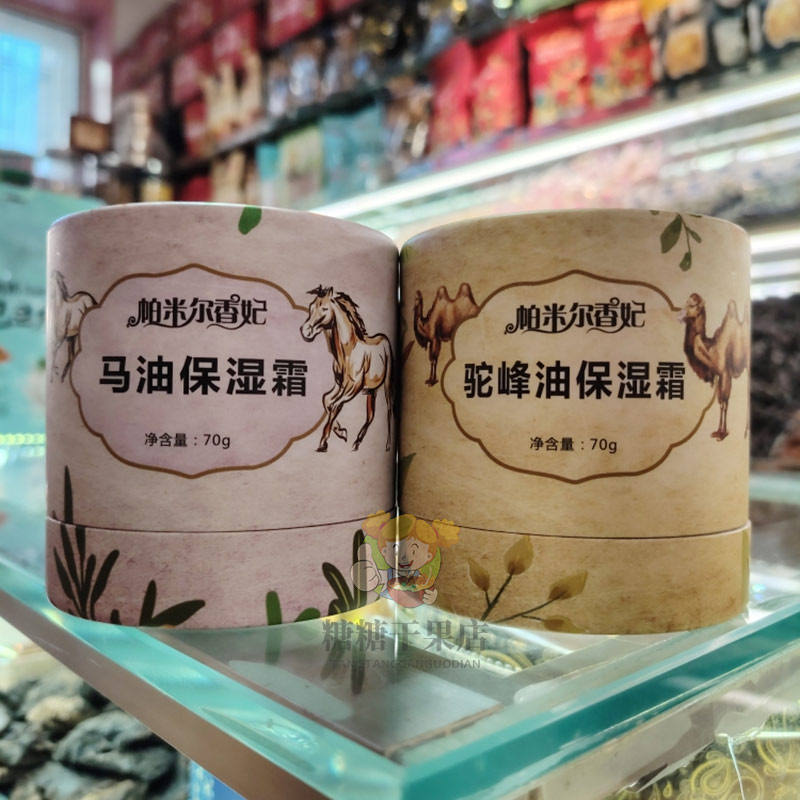 帕米尔香妃
马油保湿霜
净含量:70g
帕米尔香妃
驼峰油保湿霜
净含量:70g
糖糖干果店
TANGTANGGANGUODIAN